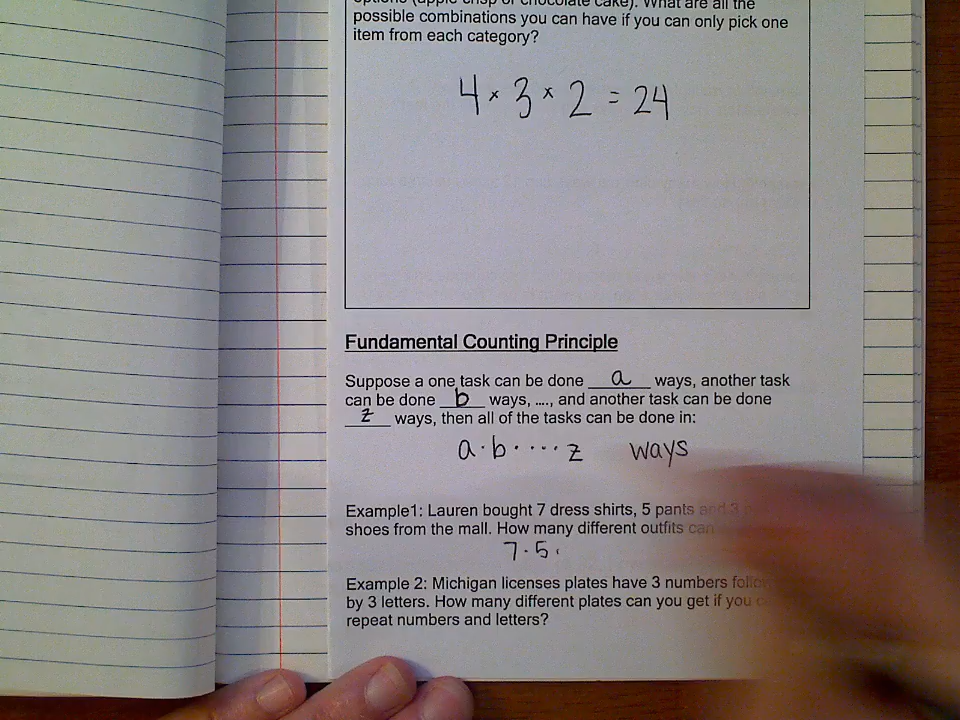 options (apple crisp or chocolate cake). What are all the
possible combinations you can have if you can only pick one
item from each category?
4 × 3 × 2 = 24
Fundamental Counting Principle
Suppose a one task can be done a ways, another task
can be done b ways, ...., and another task can be done
z ways, then all of the tasks can be done in:
a·b····z ways
Example1: Lauren bought 7 dress shirts, 5 pants and 3
shoes from the mall. How many different outfits can
7·5·
Example 2: Michigan licenses plates have 3 numbers
by 3 letters. How many different plates can you get if you
repeat numbers and letters?